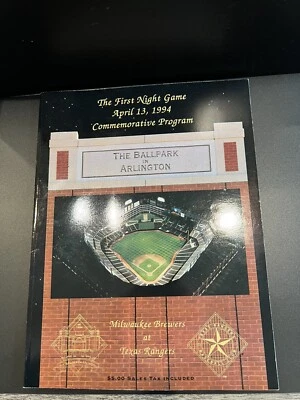 The First Night Game
April 13, 1994
Commemorative Program
THE BALLPARK
IN
ARLINGTON
Milwaukee Brewers
at
Texas Rangers
$5.00 SALES TAX INCLUDED